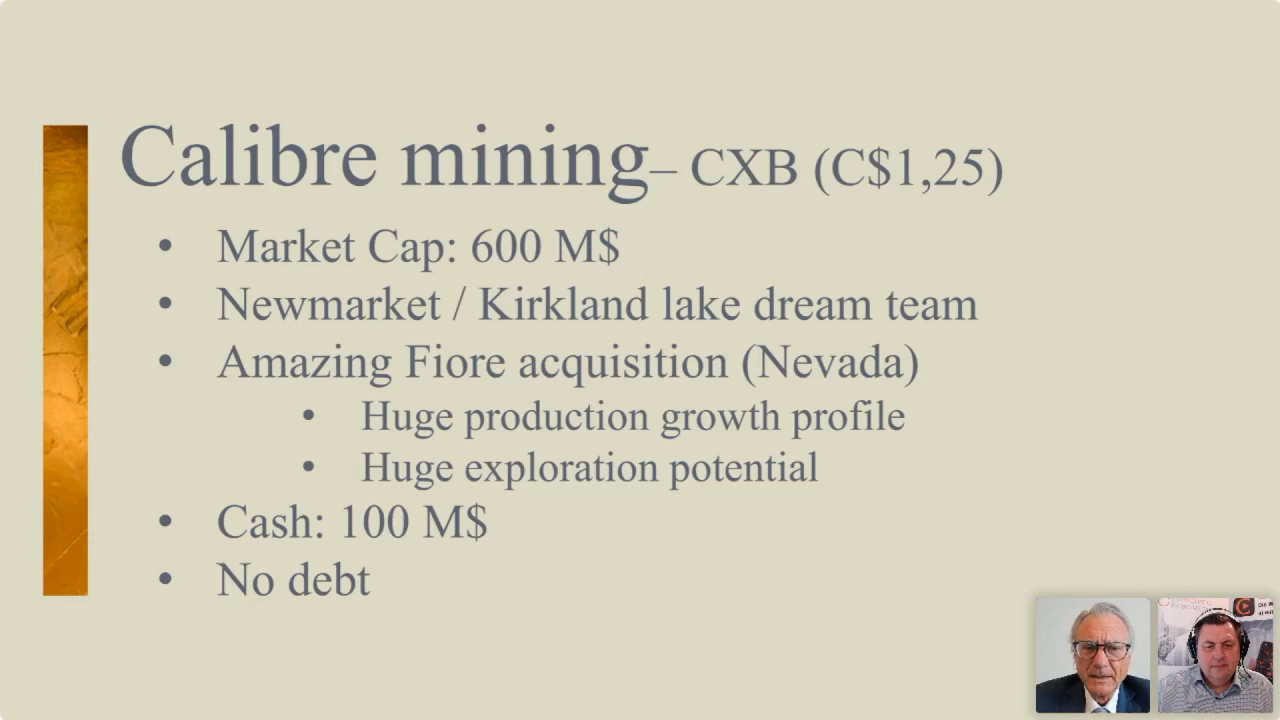 Calibre mining– CXB (C$1,25)
• Market Cap: 600 M$
• Newmarket / Kirkland lake dream team
• Amazing Fiore acquisition (Nevada)
• Huge production growth profile
• Huge exploration potential
• Cash: 100 M$
• No debt